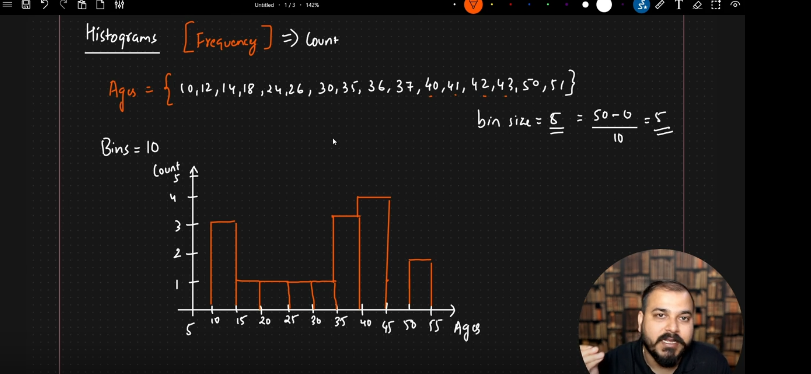 Untitled - 1 / 3 • 142%
Histograms [Frequency] => Count
Ages = { 10, 12, 14, 18, 24, 26, 30, 35, 36, 37, 40, 41, 42, 43, 50, 51 }
bin size = 5 = 50-0 / 10 = 5
Bins = 10
Count
5
4
3
2
1
5 10 15 20 25 30 35 40 45 50 55 Ages